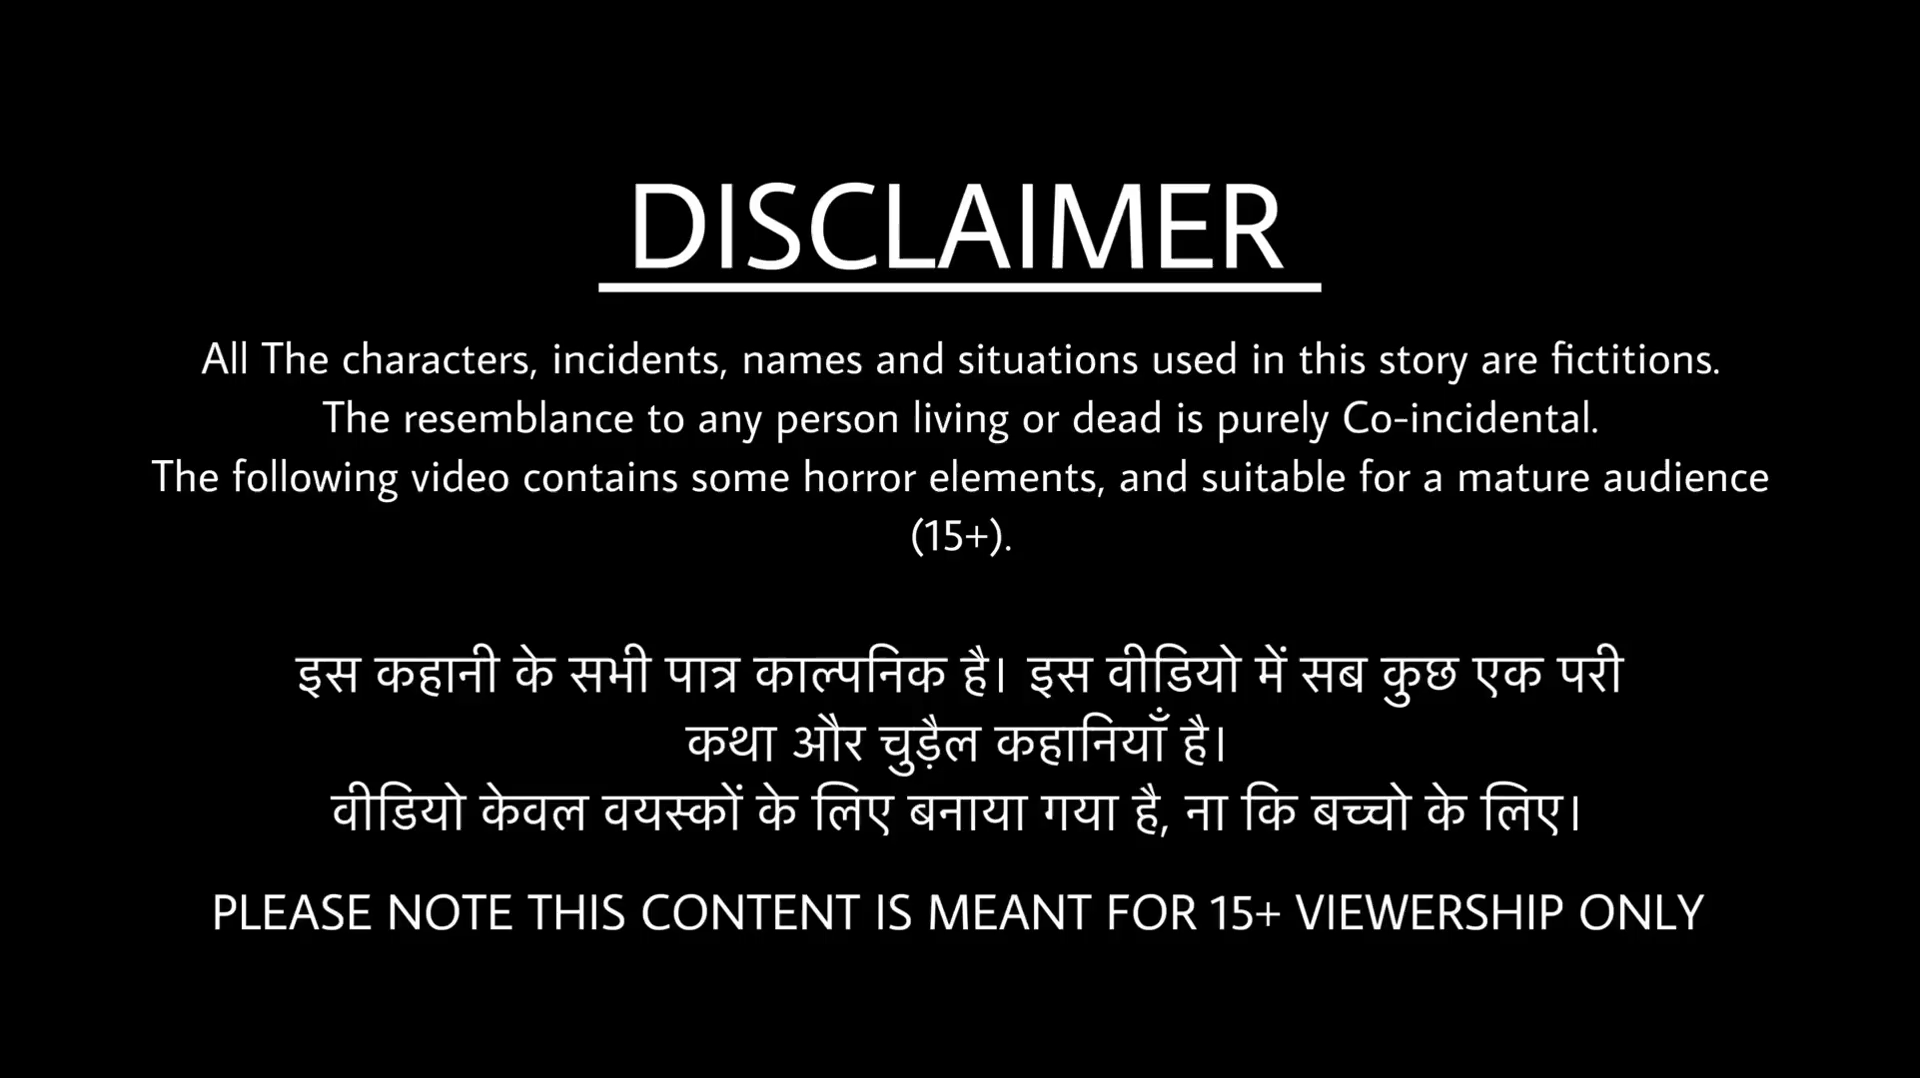 DISCLAIMER
All The characters, incidents, names and situations used in this story are fictitions.
The resemblance to any person living or dead is purely Co-incidental.
The following video contains some horror elements, and suitable for a mature audience
(15+).
इस कहानी के सभी पात्र काल्पनिक है। इस वीडियो में सब कुछ एक परी
कथा और चुड़ैल कहानियाँ है।
वीडियो केवल वयस्कों के लिए बनाया गया है, ना कि बच्चो के लिए।
PLEASE NOTE THIS CONTENT IS MEANT FOR 15+ VIEWERSHIP ONLY